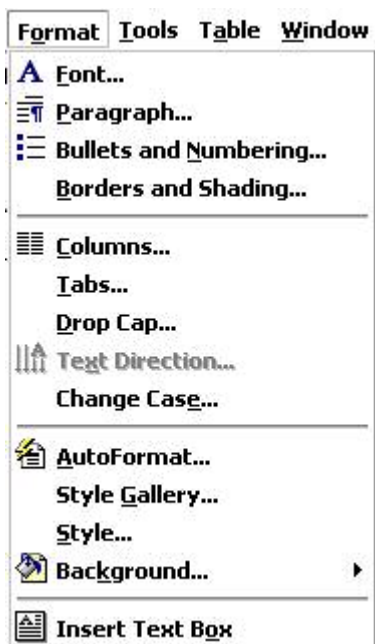 Format Tools Table Window
Font...
Paragraph...
Bullets and Numbering...
Borders and Shading...
Columns...
Tabs...
Drop Cap...
Text Direction...
Change Case...
AutoFormat...
Style Gallery...
Style...
Background...
Insert Text Box